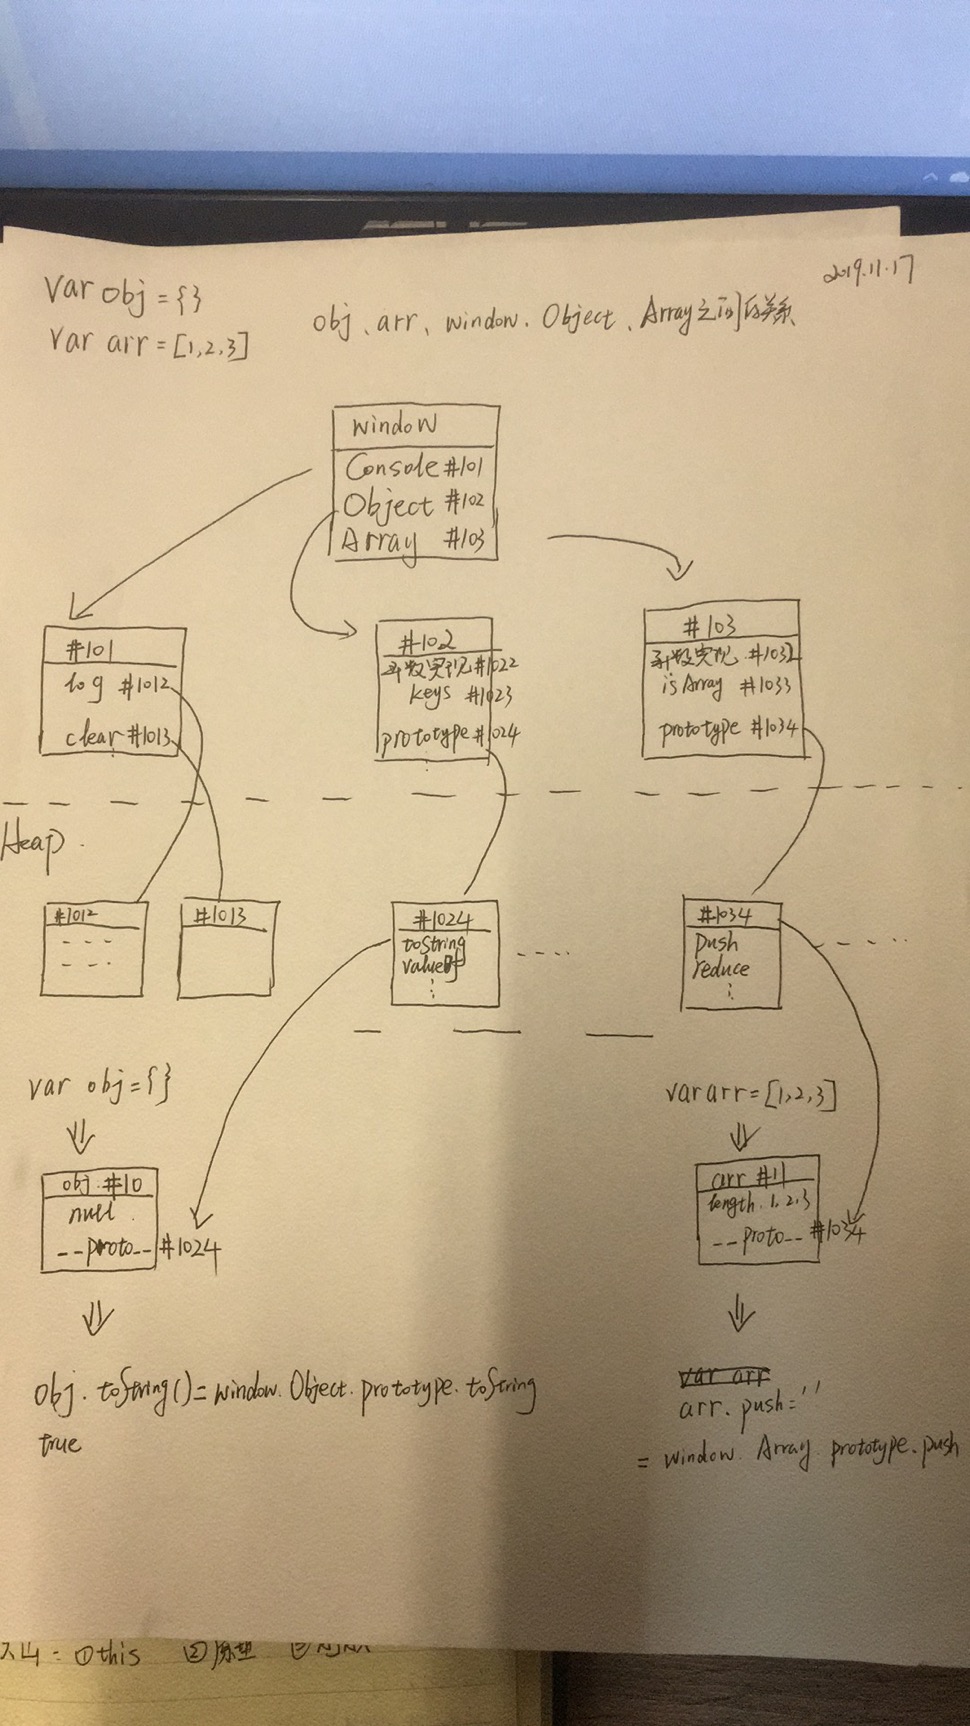 2019.11.17
var obj = {}
var arr = [1,2,3]
obj、arr、window、Object、Array之间的关系
window
Console #101
Object #102
Array #103
#101
log #1012
clear #1013
⋮
#102
函数实现 #1022
keys #1023
prototype #1024
⋮
#103
函数实现 #1032
isArray #1033
prototype #1034
Heap
#1012
#1013
#1024
toString
valueOf
⋮
#1034
push
reduce
⋮
var obj = {}
obj #10
null
__proto__ #1024
obj.toString() = window.Object.prototype.toString
true
var arr = [1,2,3]
arr #11
length.1.2.3
__proto__ #1034
var arr
arr.push = ''
= window.Array.prototype.push
= ①this ②原型